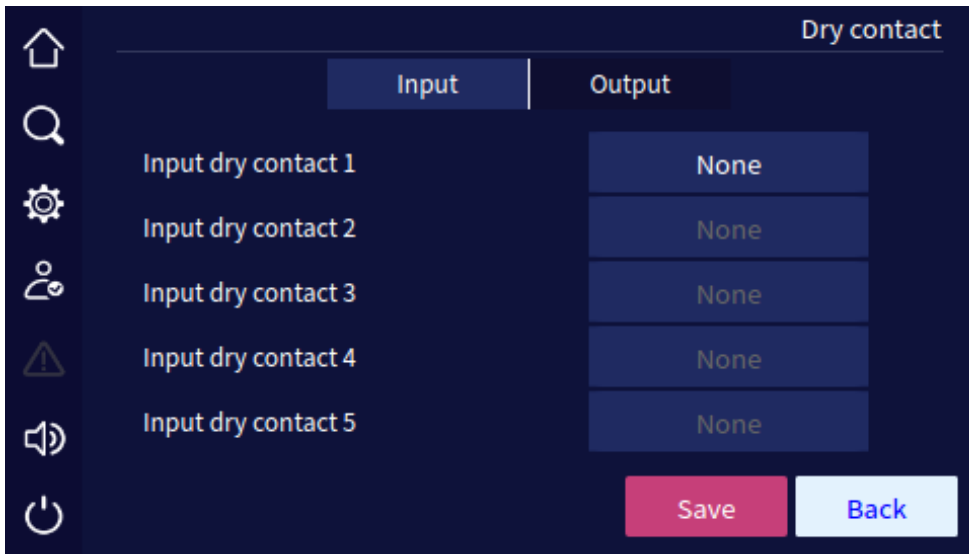 Dry contact
Input Output
Input dry contact 1 None
Input dry contact 2 None
Input dry contact 3 None
Input dry contact 4 None
Input dry contact 5 None
Save Back